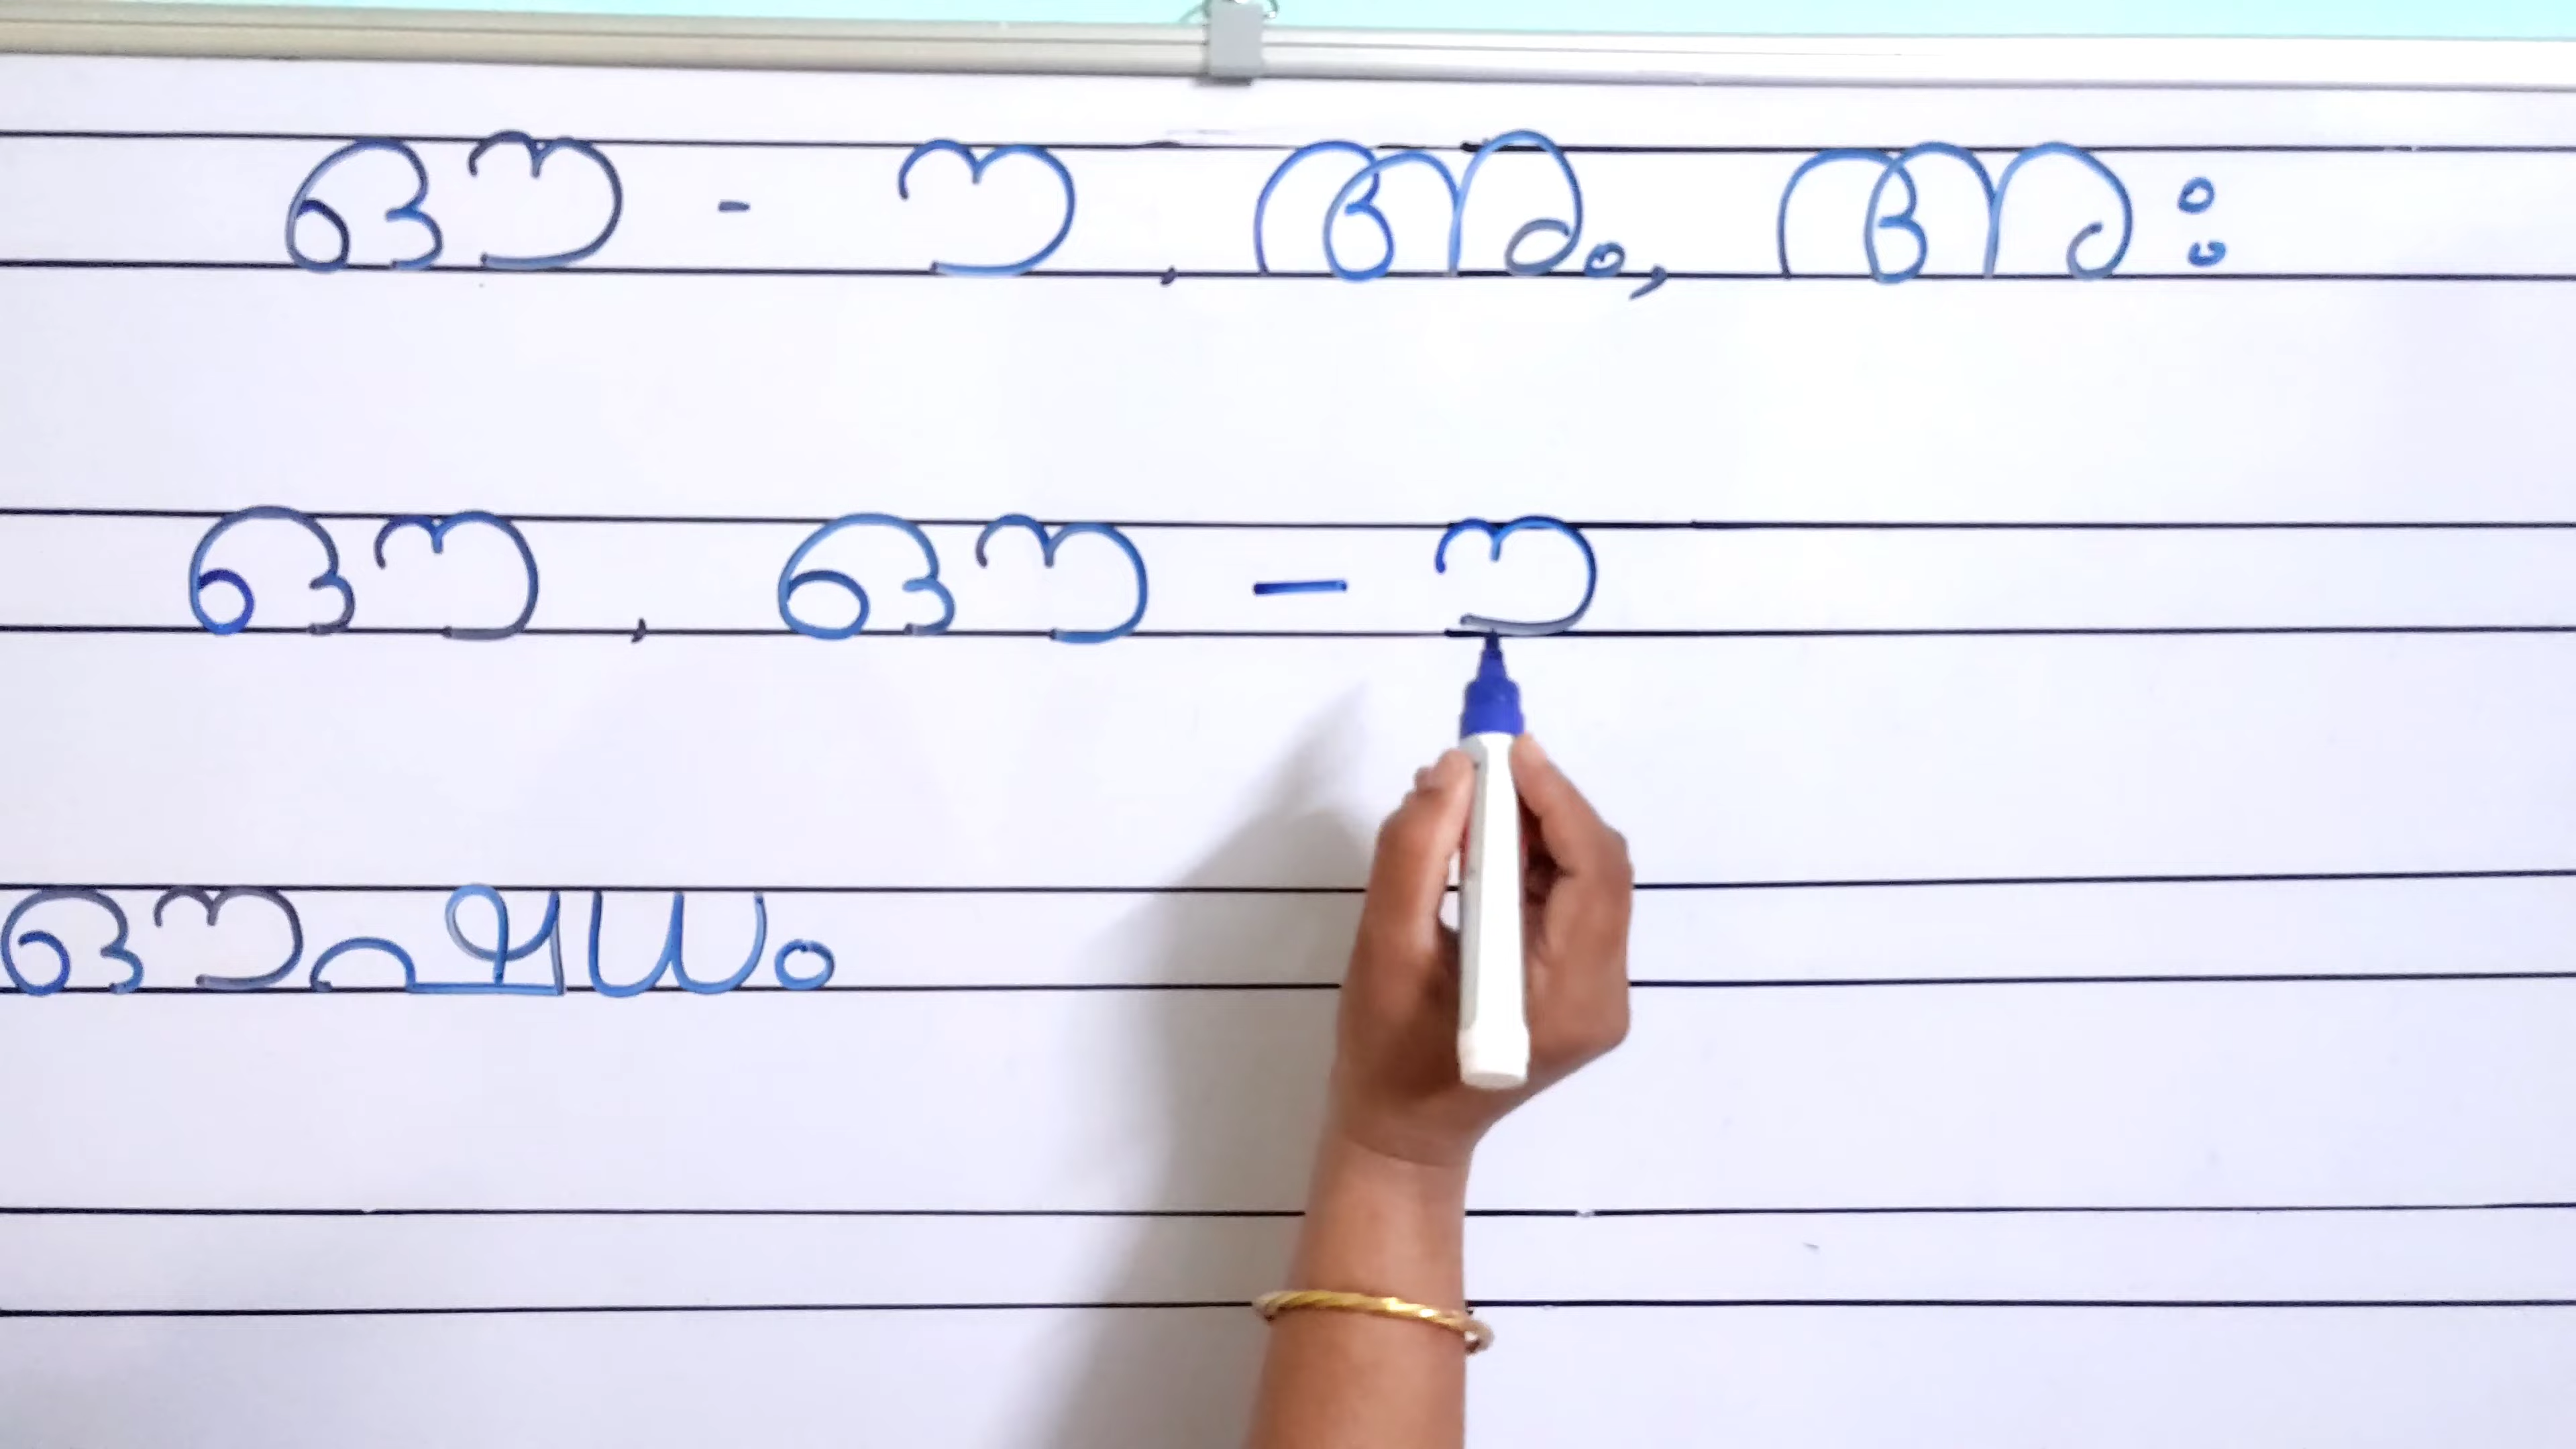 ഔ - ൗ, അം, അഃ
ഔ, ഔ - ൗ
ഔഷധം